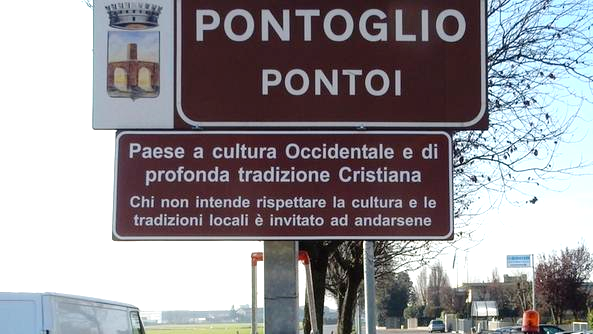 PONTOGLIO
PONTOI
Paese a cultura Occidentale e di
profonda tradizione Cristiana
Chi non intende rispettare la cultura e le
tradizioni locali è invitato ad andarsene